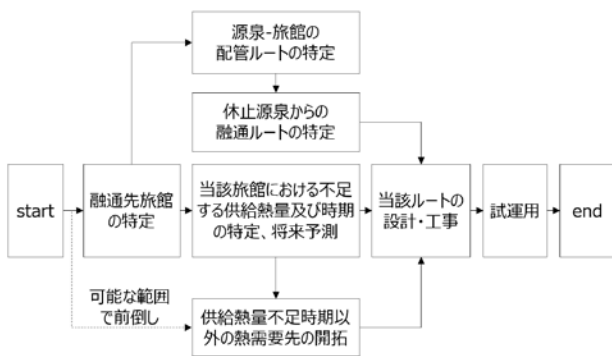 源泉-旅館の
配管ルートの特定
休止源泉からの
融通ルートの特定
start
融通先旅館
の特定
当該旅館における不足
する供給熱量及び時期
の特定、将来予測
当該ルートの
設計・工事
試運用
end
可能な範囲
で前倒し
供給熱量不足時期以
外の熱需要先の開拓